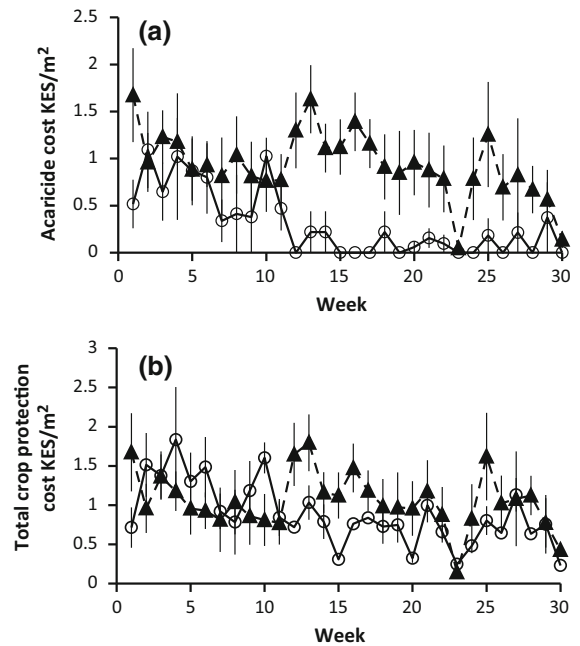 (a)
Acaricide cost KES/m²
2.5
2
1.5
1
0.5
0
0 5 10 15 20 25 30
Week
(b)
Total crop protection
cost KES/m²
3
2.5
2
1.5
1
0.5
0
0 5 10 15 20 25 30
Week